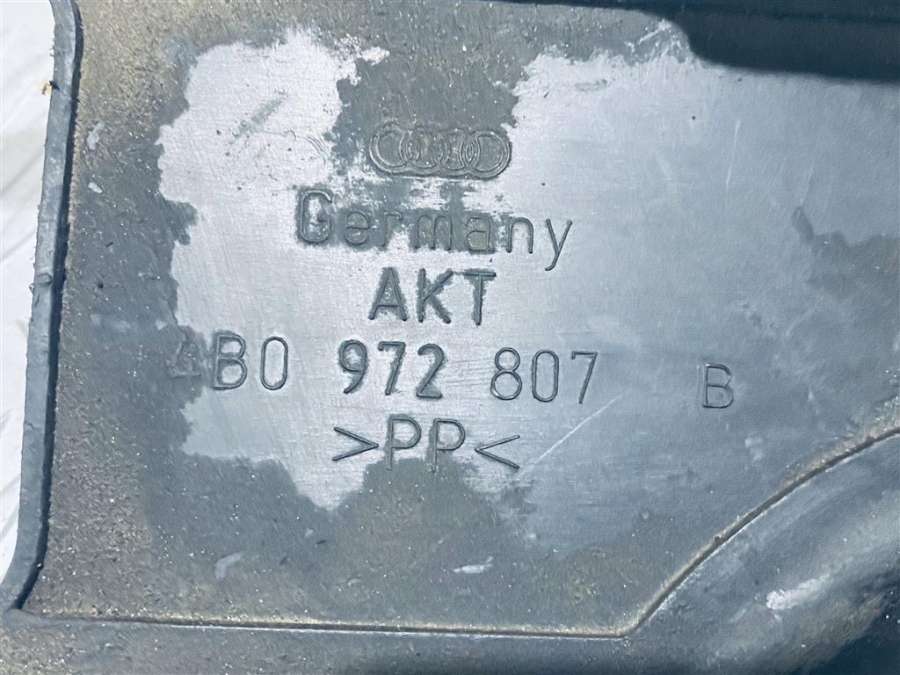 Germany
AKT
4B0 972 807 B
>PP<